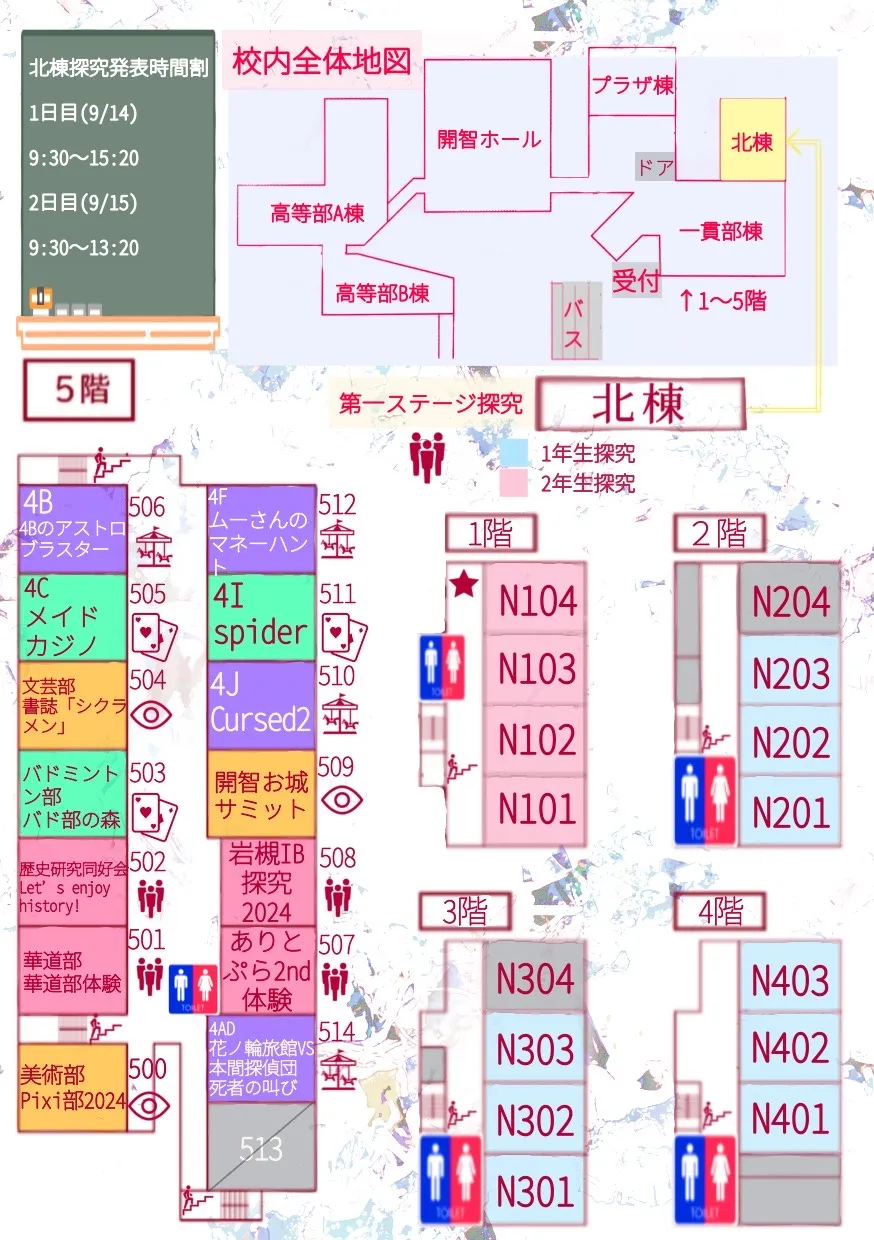 北棟探究発表時間割
1日目(9/14)
9:30〜15:20
2日目(9/15)
9:30〜13:20
校内全体地図
プラザ棟
開智ホール
北棟
ドア
高等部A棟
一貫部棟
受付
高等部B棟
↑1〜5階
バ
ス
5階
第一ステージ探究
北棟
1年生探究
2年生探究
4B
4Bのアストロ
ブラスター
506
4F
ムーさんの
マネーハン
ト
512
4C
メイド
カジノ
505
4I
spider
511
文芸部
書誌「シクラ
メン」
504
4J
Cursed2
510
バドミント
ン部
バド部の森
503
開智お城
サミット
509
歴史研究同好会
Let’s enjoy
history!
502
岩槻IB
探究
2024
508
華道部
華道部体験
501
TOILET
ありと
ぷら2nd
体験
507
4AD
花ノ輪旅館VS
本間探偵団
死者の叫び
514
美術部
Pixi部2024
500
513
1階
N104
N103
TOILET
N102
N101
2階
N204
N203
N202
N201
TOILET
3階
N304
N303
N302
N301
TOILET
4階
N403
N402
N401
TOILET